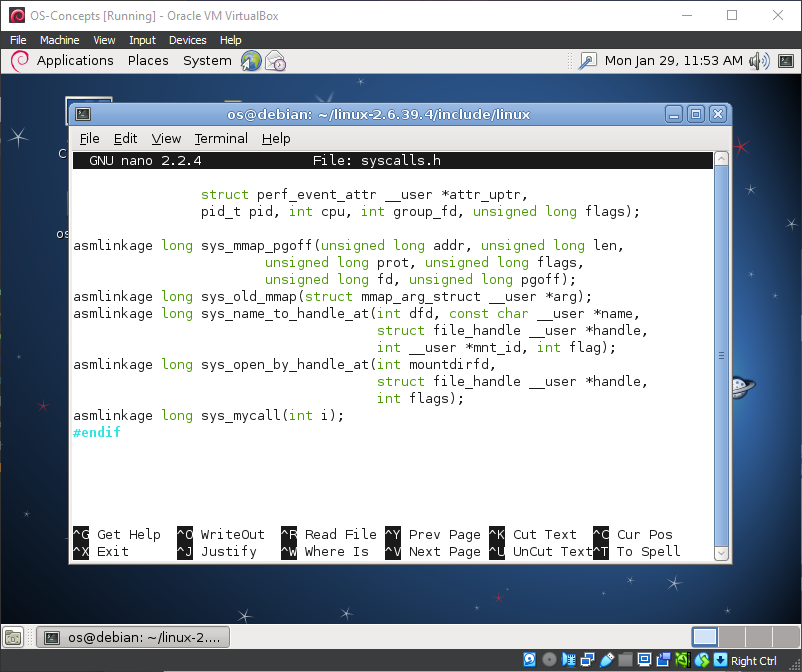 OS-Concepts [Running] - Oracle VM VirtualBox
File Machine View Input Devices Help
Applications Places System Mon Jan 29, 11:53 AM
os@debian: ~/linux-2.6.39.4/include/linux
File Edit View Terminal Help
GNU nano 2.2.4 File: syscalls.h
struct perf_event_attr __user *attr_uptr,
pid_t pid, int cpu, int group_fd, unsigned long flags);
asmlinkage long sys_mmap_pgoff(unsigned long addr, unsigned long len,
unsigned long prot, unsigned long flags,
unsigned long fd, unsigned long pgoff);
asmlinkage long sys_old_mmap(struct mmap_arg_struct __user *arg);
asmlinkage long sys_name_to_handle_at(int dfd, const char __user *name,
struct file_handle __user *handle,
int __user *mnt_id, int flag);
asmlinkage long sys_open_by_handle_at(int mountdirfd,
struct file_handle __user *handle,
int flags);
asmlinkage long sys_mycall(int i);
#endif
^G Get Help ^O WriteOut ^R Read File ^Y Prev Page ^K Cut Text ^C Cur Pos
^X Exit ^J Justify ^W Where Is ^V Next Page ^U UnCut Text ^T To Spell
os@debian: ~/linux-2....
Right Ctrl